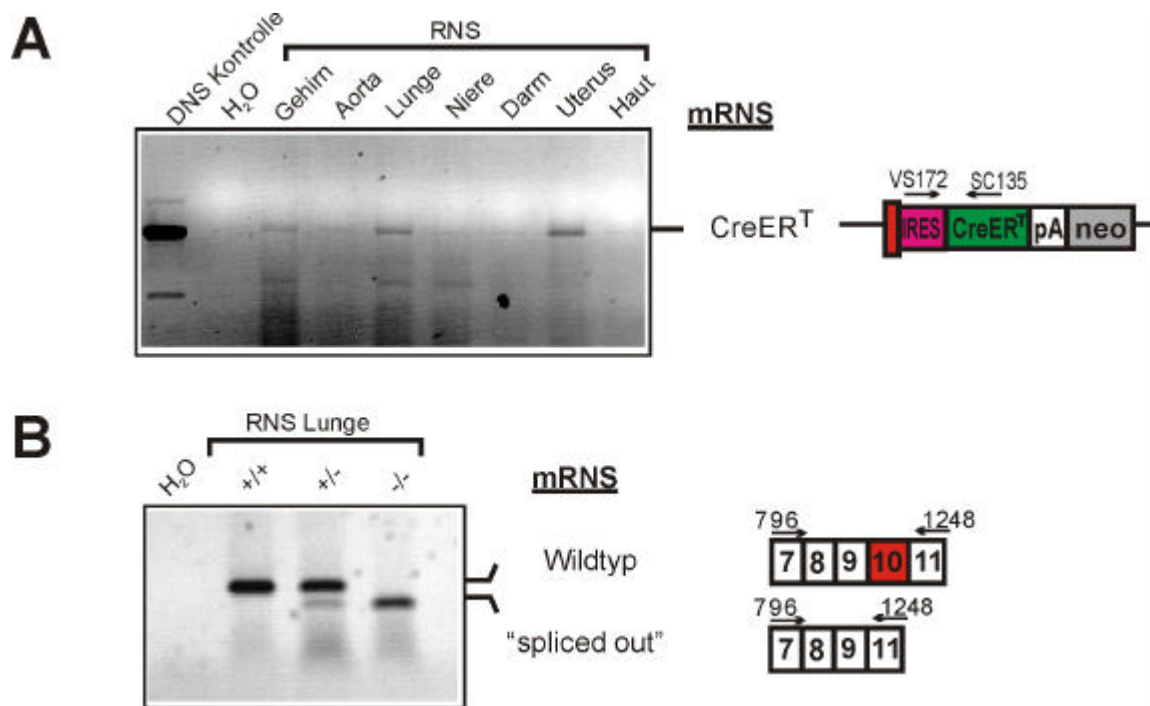 A
RNS
DNS Kontrolle
H₂O
Gehirn
Aorta
Lunge
Niere
Darm
Uterus
Haut
mRNS
CreERᵀ
VS172
SC135
IRES
CreERᵀ
pA
neo
B
RNS Lunge
H₂O
+/+
+/-
-/-
mRNS
Wildtyp
"spliced out"
796
1248
7 8 9 10 11
796
1248
7 8 9 11